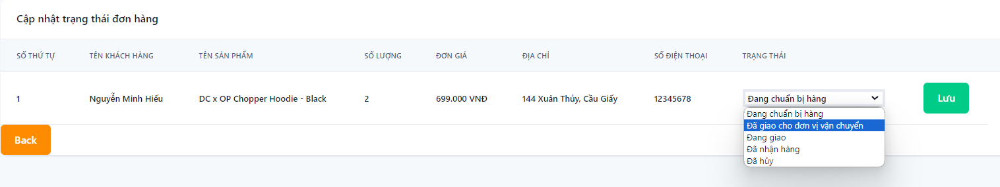 Cập nhật trạng thái đơn hàng
SỐ THỨ TỰ TÊN KHÁCH HÀNG TÊN SẢN PHẨM SỐ LƯỢNG ĐƠN GIÁ ĐỊA CHỈ SỐ ĐIỆN THOẠI TRẠNG THÁI
1 Nguyễn Minh Hiếu DC x OP Chopper Hoodie - Black 2 699.000 VNĐ 144 Xuân Thủy, Cầu Giấy 12345678 Đang chuẩn bị hàng Lưu
Đang chuẩn bị hàng
Đã giao cho đơn vị vận chuyển
Đang giao
Đã nhận hàng
Đã hủy
Back